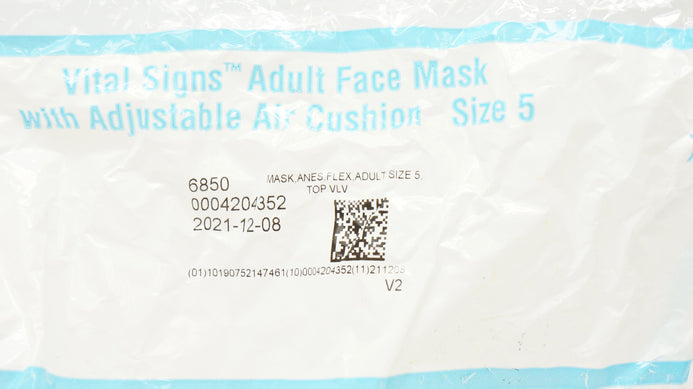 Vital Signs™ Adult Face Mask
with Adjustable Air Cushion Size 5
6850 MASK,ANES,FLEX,ADULT SIZE 5,
TOP VLV
0004204352
2021-12-08
(01)10190752147461(10)0004204352(11)211208
V2